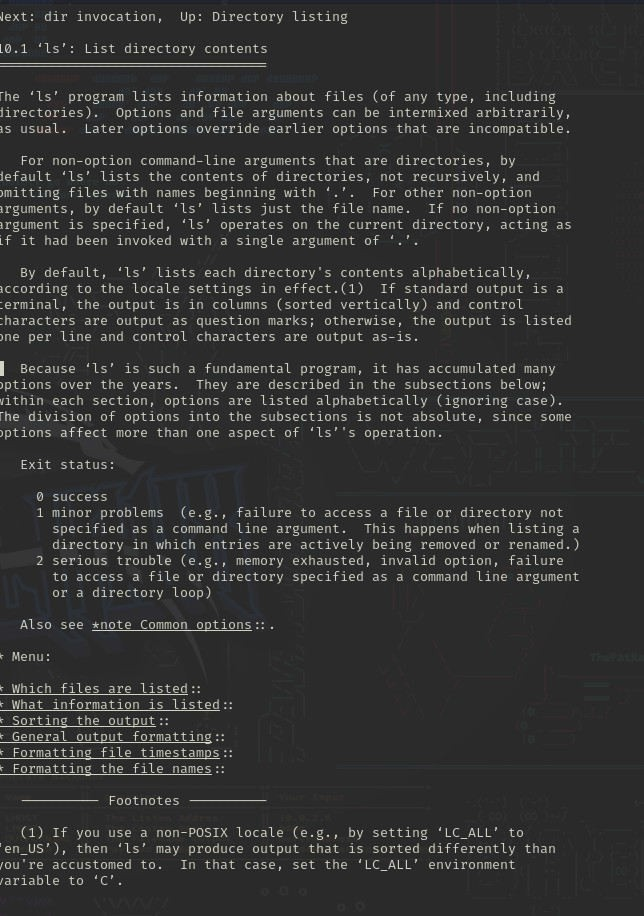 Next: dir invocation,  Up: Directory listing
10.1 ‘ls’: List directory contents
The ‘ls’ program lists information about files (of any type, including
directories).  Options and file arguments can be intermixed arbitrarily,
as usual.  Later options override earlier options that are incompatible.
For non-option command-line arguments that are directories, by
default ‘ls’ lists the contents of directories, not recursively, and
omitting files with names beginning with ‘.’.  For other non-option
arguments, by default ‘ls’ lists just the file name.  If no non-option
argument is specified, ‘ls’ operates on the current directory, acting as
if it had been invoked with a single argument of ‘.’.
By default, ‘ls’ lists each directory's contents alphabetically,
according to the locale settings in effect.(1)  If standard output is a
terminal, the output is in columns (sorted vertically) and control
characters are output as question marks; otherwise, the output is listed
one per line and control characters are output as-is.
Because ‘ls’ is such a fundamental program, it has accumulated many
options over the years.  They are described in the subsections below;
within each section, options are listed alphabetically (ignoring case).
The division of options into the subsections is not absolute, since some
options affect more than one aspect of ‘ls’'s operation.
Exit status:
0 success
1 minor problems  (e.g., failure to access a file or directory not
specified as a command line argument.  This happens when listing a
directory in which entries are actively being removed or renamed.)
2 serious trouble (e.g., memory exhausted, invalid option, failure
to access a file or directory specified as a command line argument
or a directory loop)
Also see *note Common options::.
* Menu:
* Which files are listed::
* What information is listed::
* Sorting the output::
* General output formatting::
* Formatting file timestamps::
* Formatting the file names::
Footnotes
(1) If you use a non-POSIX locale (e.g., by setting ‘LC_ALL’ to
‘en_US’), then ‘ls’ may produce output that is sorted differently than
you're accustomed to.  In that case, set the ‘LC_ALL’ environment
variable to ‘C’.